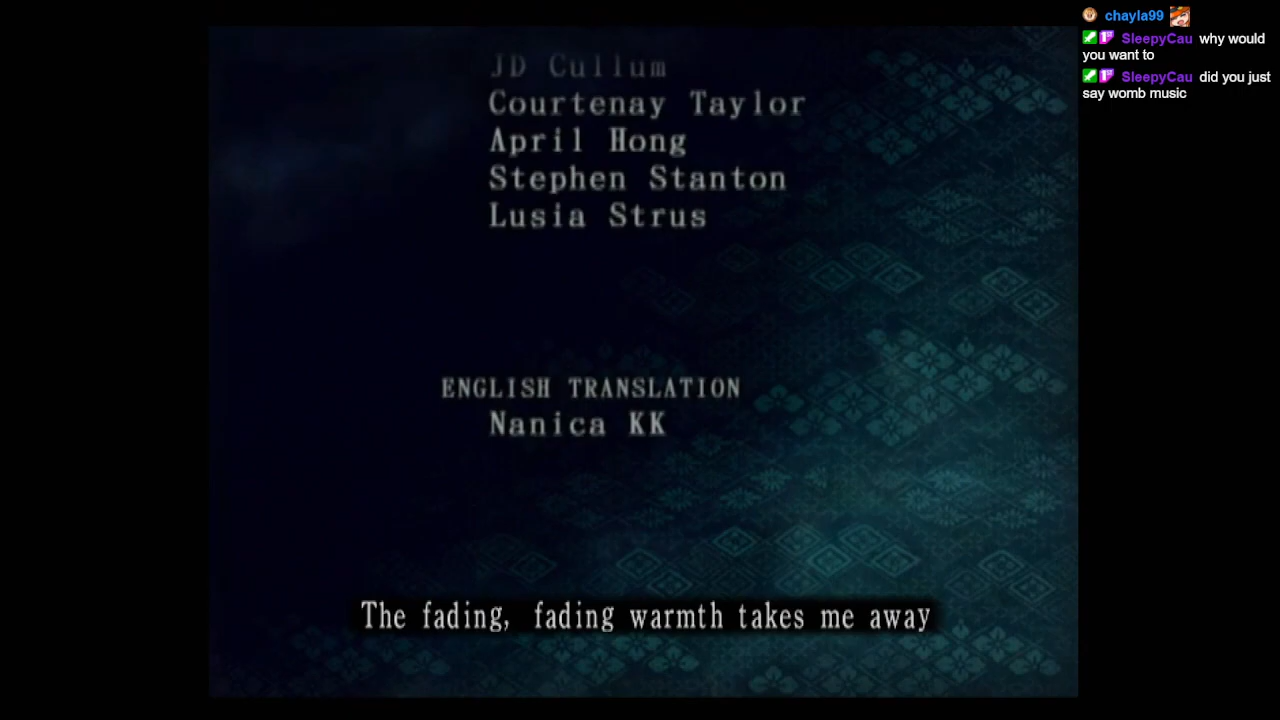 JD Cullum
Courtenay Taylor
April Hong
Stephen Stanton
Lusia Strus
ENGLISH TRANSLATION
Nanica KK
The fading, fading warmth takes me away
chayla99
SleepyCau why would
you want to
SleepyCau did you just
say womb music